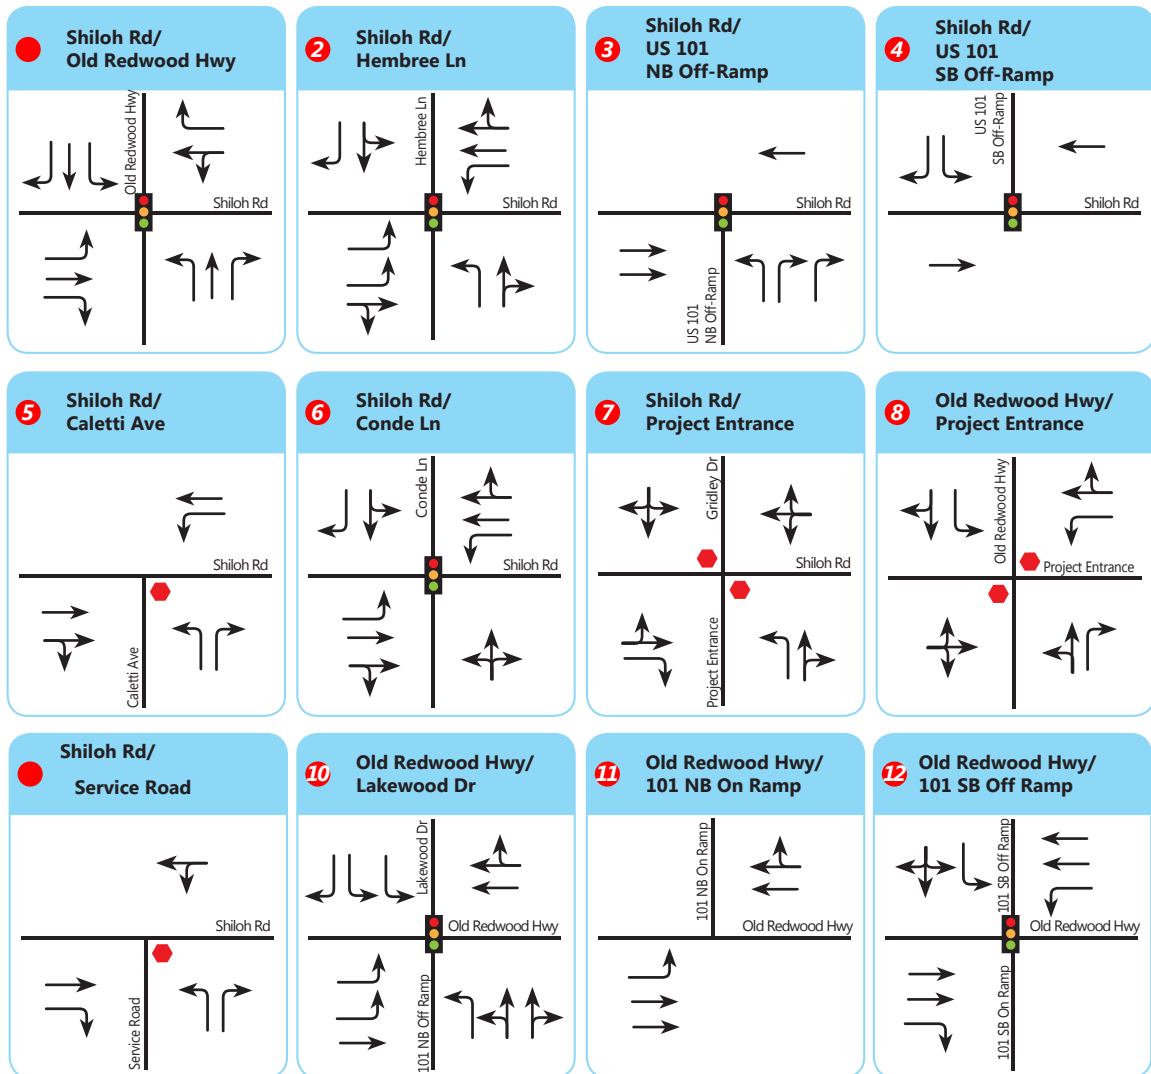 Shiloh Rd/
Old Redwood Hwy
Old Redwood Hwy
Shiloh Rd
2
Shiloh Rd/
Hembree Ln
Hembree Ln
Shiloh Rd
3
Shiloh Rd/
US 101
NB Off-Ramp
Shiloh Rd
US 101
NB Off-Ramp
4
Shiloh Rd/
US 101
SB Off-Ramp
US 101
SB Off-Ramp
Shiloh Rd
5
Shiloh Rd/
Caletti Ave
Shiloh Rd
Caletti Ave
6
Shiloh Rd/
Conde Ln
Conde Ln
Shiloh Rd
7
Shiloh Rd/
Project Entrance
Gridley Dr
Shiloh Rd
Project Entrance
8
Old Redwood Hwy/
Project Entrance
Old Redwood Hwy
Project Entrance
Shiloh Rd/
Service Road
Shiloh Rd
Service Road
10
Old Redwood Hwy/
Lakewood Dr
Lakewood Dr
Old Redwood Hwy
101 NB Off Ramp
11
Old Redwood Hwy/
101 NB On Ramp
101 NB On Ramp
Old Redwood Hwy
12
Old Redwood Hwy/
101 SB Off Ramp
101 SB Off Ramp
Old Redwood Hwy
101 SB On Ramp